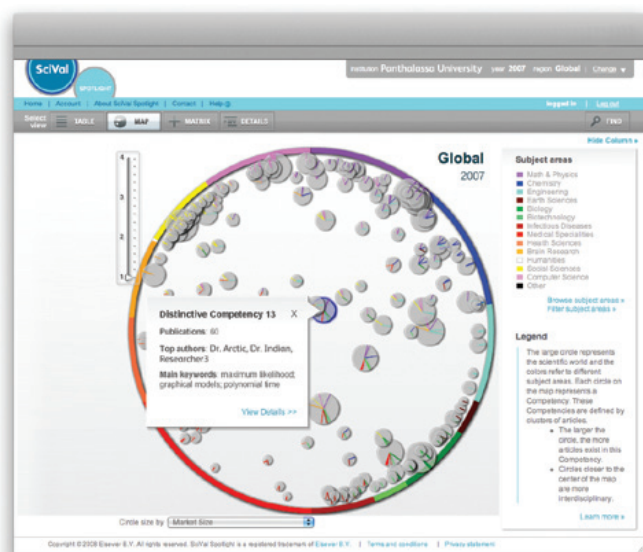 SciVal
SPOTLIGHT
Institution Panthalassa University year 2007 region Global | Change
Home | Account | About SciVal Spotlight | Contact | Help
logged in | Log out
Select view TABLE MAP MATRIX DETAILS FIND
Hide Column »
4
3
2
1
Global
2007
Distinctive Competency 13 X
Publications: 60
Top authors: Dr. Arctic, Dr. Indian,
Researcher3
Main keywords: maximum likelihood;
graphical models; polynomial time
View Details >>
Circle size by Market Size
Subject areas
Math & Physics
Chemistry
Engineering
Earth Sciences
Biology
Biotechnology
Infectious Diseases
Medical Specialities
Health Sciences
Brain Research
Humanities
Social Sciences
Computer Science
Other
Browse subject areas »
Filter subject areas »
Legend
The large circle represents
the scientific world and the
colors refer to different
subject areas. Each circle on
the map represents a
Competency. These
Competencies are defined by
clusters of articles.
• The larger the
circle, the more
articles exist in this
Competency.
• Circles closer to the
center of the map
are more
interdisciplinary.
Learn more »
Copyright © 2008 Elsevier B.V. All rights reserved. SciVal Spotlight is a registered trademark of Elsevier B.V. | Terms and conditions | Privacy statement